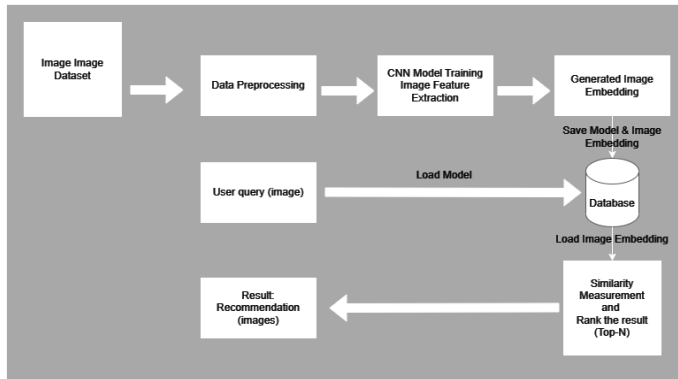 Image Image
Dataset
Data Preprocessing
CNN Model Training
Image Feature
Extraction
Generated Image
Embedding
Save Model & Image
Embedding
User query (image)
Load Model
Database
Load Image Embedding
Similarity
Measurement
and
Rank the result
(Top-N)
Result:
Recommendation
(images)